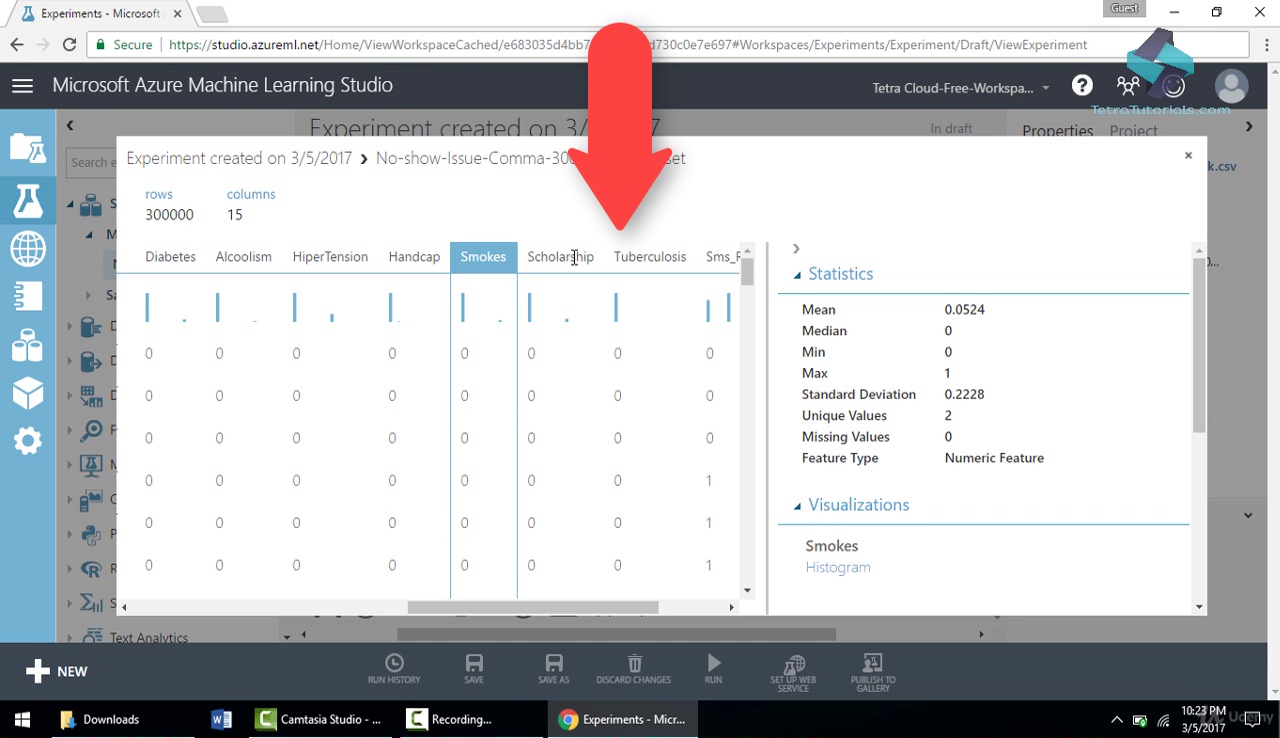 Experiments - Microsoft
Guest
Secure
https://studio.azureml.net/Home/ViewWorkspaceCached/e683035d4bb7
d730c0e7e697#Workspaces/Experiments/Experiment/Draft/ViewExperiment
Microsoft Azure Machine Learning Studio
Tetra Cloud-Free-Workspa...
TetraTutorials.com
Experiment created on 3/
7
In draft
Properties Project
Search e
k.csv
Experiment created on 3/5/2017 > No-show-Issue-Comma-300
set
rows columns
300000 15
Diabetes Alcoolism HiperTension Handcap Smokes Scholarship Tuberculosis Sms_R
0 0 0 0 0 0 0 0
0 0 0 0 0 0 0 0
0 0 0 0 0 0 0 0
0 0 0 0 0 0 0 1
0 0 0 0 0 0 0 1
0 0 0 0 0 0 0 1
Statistics
Mean 0.0524
Median 0
Min 0
Max 1
Standard Deviation 0.2228
Unique Values 2
Missing Values 0
Feature Type Numeric Feature
Visualizations
Smokes
Histogram
Text Analytics
NEW
RUN HISTORY
SAVE
SAVE AS
DISCARD CHANGES
RUN
SET UP WEB
SERVICE
PUBLISH TO
GALLERY
Downloads
Camtasia Studio - ...
Recording...
Experiments - Micr...
10:23 PM
3/5/2017
Udemy